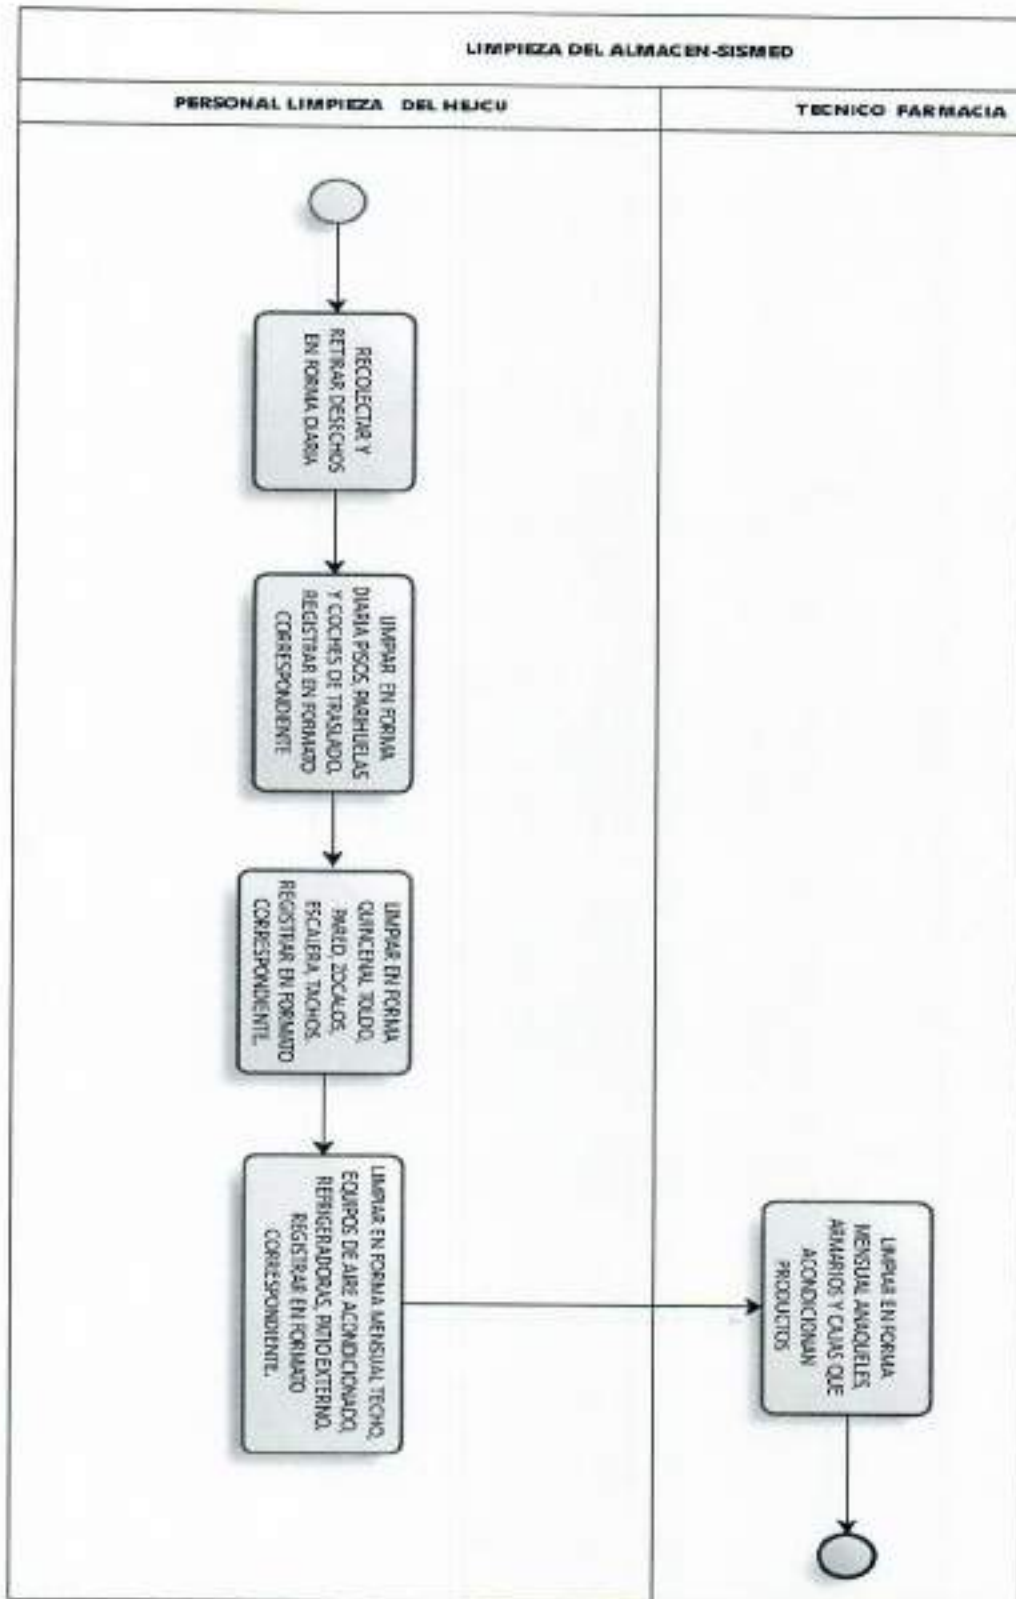 LIMPIEZA DEL ALMACEN-SISMED
PERSONAL LIMPIEZA DEL HEJCU
TECNICO FARMACIA
RECOLECTAR Y
RETIRAR DESECHOS
EN FORMA DIARIA
LIMPIAR EN FORMA
DIARIA PISOS, PARIHUELAS
Y COCHES DE TRASLADO,
REGISTRAR EN FORMATO
CORRESPONDIENTE
LIMPIAR EN FORMA
QUINCENAL TOLDO,
PARED, ZOCALOS,
ESCALERA, TACHOS.
REGISTRAR EN FORMATO
CORRESPONDIENTE.
LIMPIAR EN FORMA MENSUAL TECHO,
EQUIPOS DE AIRE ACONDICIONADO,
REFRIGERADORAS, PATIO EXTERNO,
REGISTRAR EN FORMATO
CORRESPONDIENTE.
LIMPIAR EN FORMA
MENSUAL ANAQUELES,
ARMARIOS Y CAJAS QUE
ACONDICIONAN
PRODUCTOS